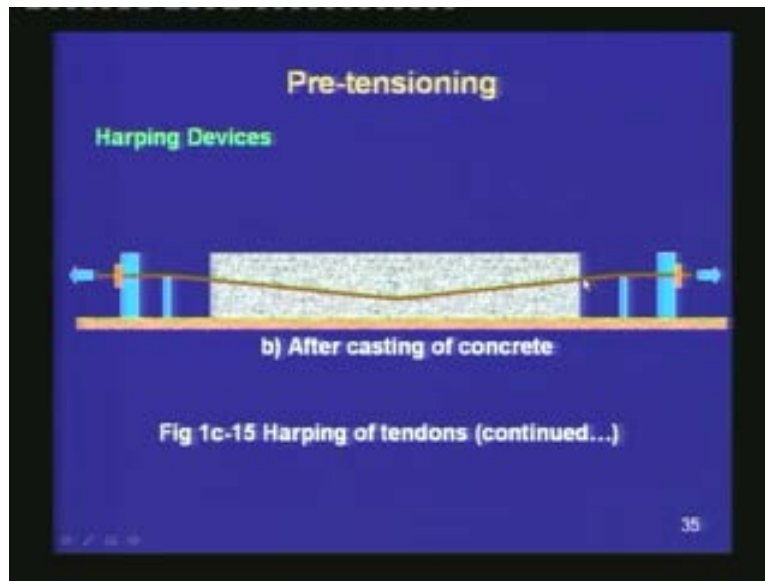 Pre-tensioning
Harping Devices
b) After casting of concrete
Fig 1c-15 Harping of tendons (continued...)
35